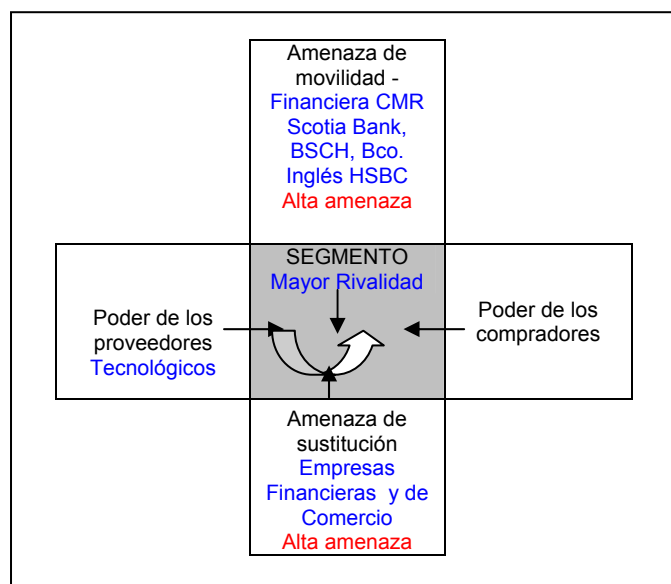 Amenaza de
movilidad -
Financiera CMR
Scotia Bank,
BSCH, Bco.
Inglés HSBC
Alta amenaza
SEGMENTO
Mayor Rivalidad
Poder de los
proveedores
Tecnológicos
Poder de los
compradores
Amenaza de
sustitución
Empresas
Financieras y de
Comercio
Alta amenaza